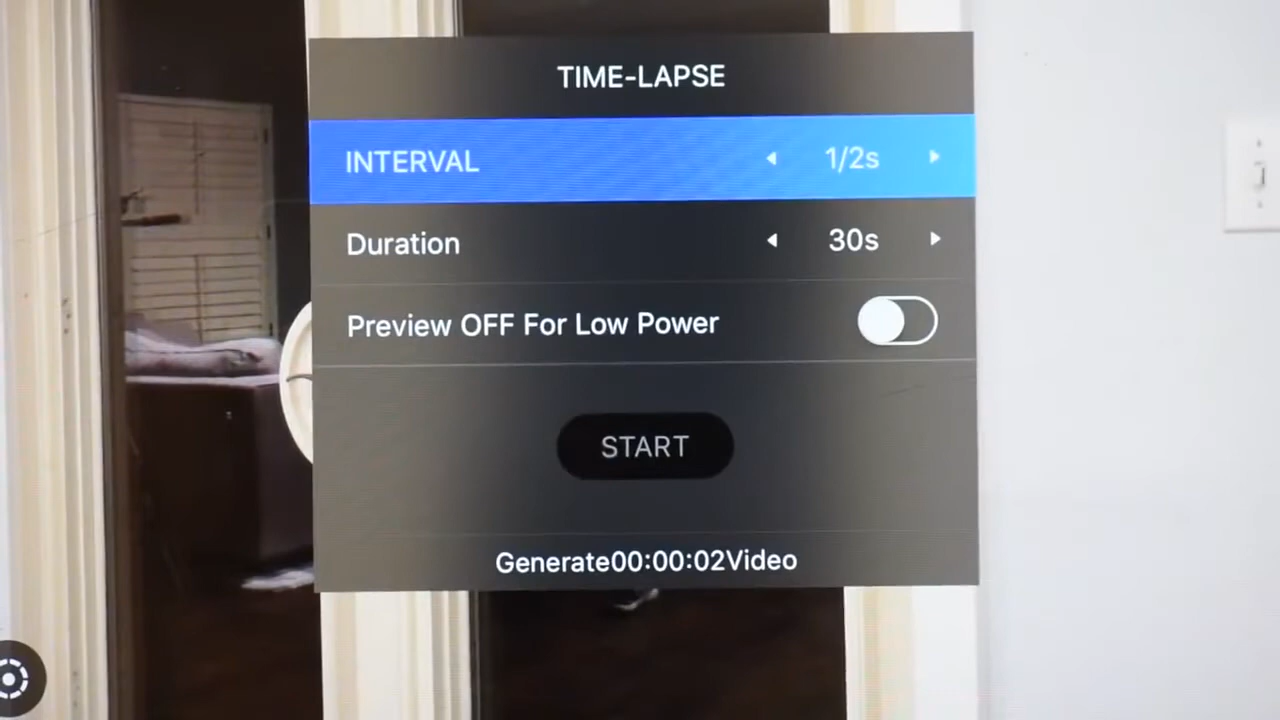 TIME-LAPSE
INTERVAL 1/2s
Duration 30s
Preview OFF For Low Power
START
Generate00:00:02Video